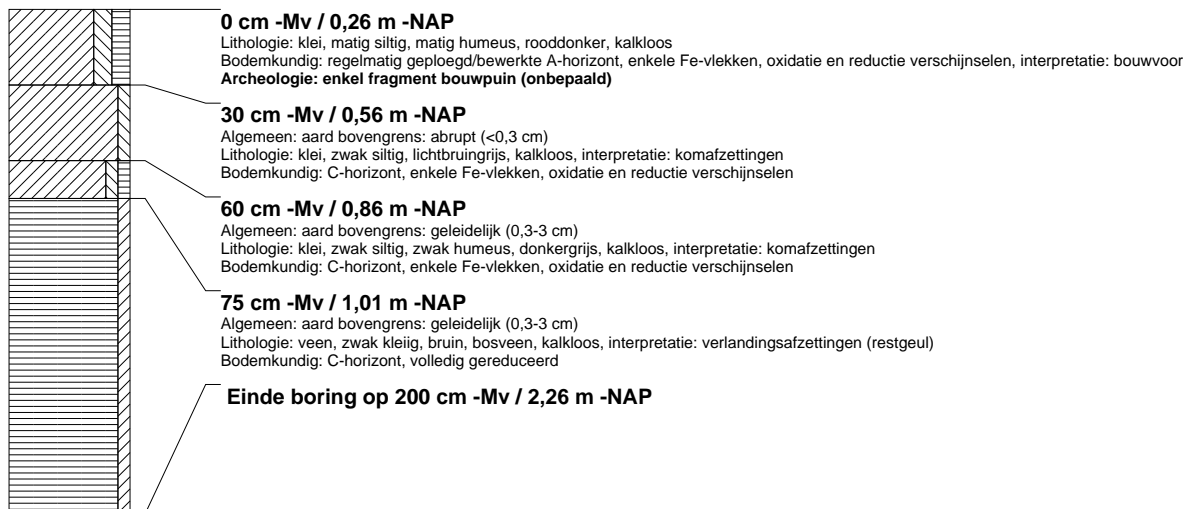 0 cm -Mv / 0,26 m -NAP
Lithologie: klei, matig siltig, matig humeus, rooddonker, kalkloos
Bodemkundig: regelmatig geploegd/bewerkte A-horizont, enkele Fe-vlekken, oxidatie en reductie verschijnselen, interpretatie: bouwvoor
Archeologie: enkel fragment bouwpuin (onbepaald)
30 cm -Mv / 0,56 m -NAP
Algemeen: aard bovengrens: abrupt (<0,3 cm)
Lithologie: klei, zwak siltig, lichtbruingrijs, kalkloos, interpretatie: komafzettingen
Bodemkundig: C-horizont, enkele Fe-vlekken, oxidatie en reductie verschijnselen
60 cm -Mv / 0,86 m -NAP
Algemeen: aard bovengrens: geleidelijk (0,3-3 cm)
Lithologie: klei, zwak siltig, zwak humeus, donkergrijs, kalkloos, interpretatie: komafzettingen
Bodemkundig: C-horizont, enkele Fe-vlekken, oxidatie en reductie verschijnselen
75 cm -Mv / 1,01 m -NAP
Algemeen: aard bovengrens: geleidelijk (0,3-3 cm)
Lithologie: veen, zwak kleiig, bruin, bosveen, kalkloos, interpretatie: verlandingsafzettingen (restgeul)
Bodemkundig: C-horizont, volledig gereduceerd
Einde boring op 200 cm -Mv / 2,26 m -NAP